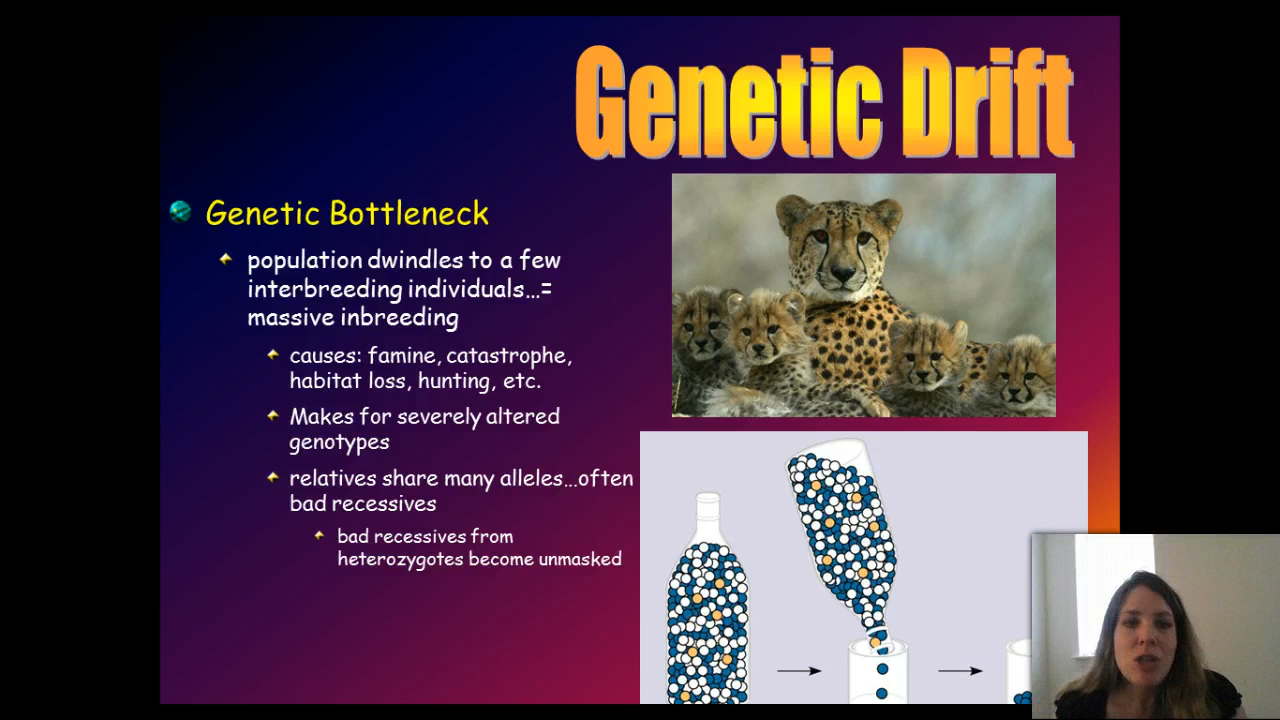 Genetic Drift
Genetic Bottleneck
population dwindles to a few
interbreeding individuals…=
massive inbreeding
causes: famine, catastrophe,
habitat loss, hunting, etc.
Makes for severely altered
genotypes
relatives share many alleles…often
bad recessives
bad recessives from
heterozygotes become unmasked